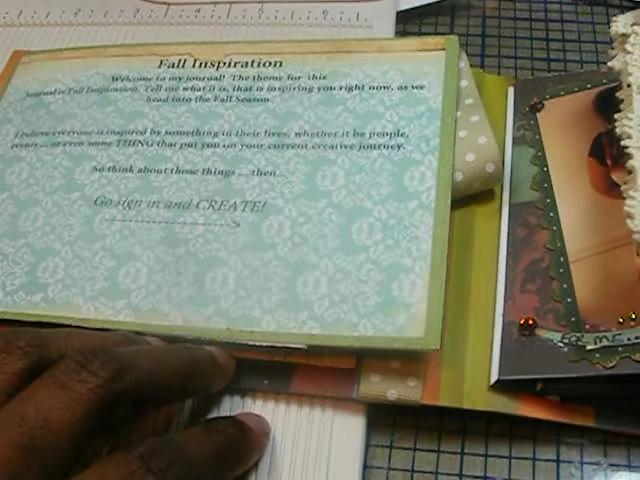 5 6
Fall Inspiration
Welcome to my journal! The theme for this
journal is Fall Inspiration. Tell me what it is, that is inspiring you right now, as we
head into the Fall Season.
I believe everyone is inspired by something in their lives, whether it be people,
... or even some THING that put you on your current creative journey.
So think about those things .... then...
Go sign in and CREATE!